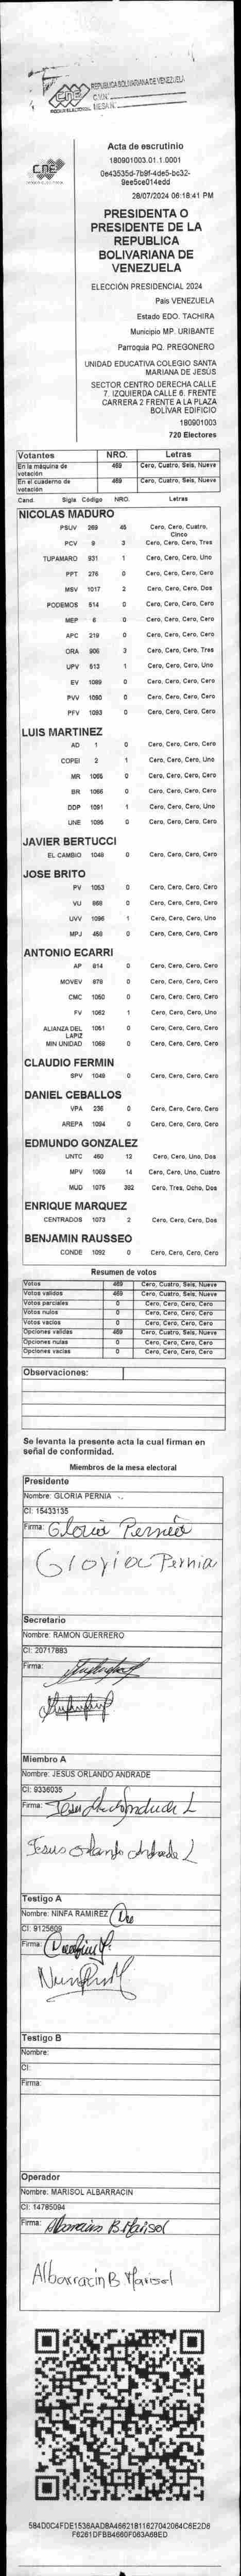 REPUBLICA BOLIVARIANA DE VENEZUELA
CNE
Acta de escrutinio
180901003.01.1.0001
0e43535d-7b9f-4de5-bc32-
9ee5ce014edd
28/07/2024 06:18:41 PM
PRESIDENTA O
PRESIDENTE DE LA
REPUBLICA
BOLIVARIANA DE
VENEZUELA
ELECCIÓN PRESIDENCIAL 2024
País VENEZUELA
Estado EDO. TACHIRA
Municipio MP. URIBANTE
Parroquia PQ. PREGONERO
UNIDAD EDUCATIVA COLEGIO SANTA
MARIANA DE JESÚS
SECTOR CENTRO DERECHA CALLE
7. IZQUIERDA CALLE 6. FRENTE
CARRERA 2 FRENTE A LA PLAZA
BOLÍVAR EDIFICIO
180901003
720 Electores
Votantes NRO. Letras
En la máquina de votación 469 Cero, Cuatro, Seis, Nueve
En el cuaderno de votación 469 Cero, Cuatro, Seis, Nueve
Cand. Sigla Código NRO. Letras
NICOLAS MADURO
PSUV 289 45 Cero, Cero, Cuatro, Cinco
PCV 9 3 Cero, Cero, Cero, Tres
TUPAMARO 931 1 Cero, Cero, Cero, Uno
PPT 276 0 Cero, Cero, Cero, Cero
MSV 1017 2 Cero, Cero, Cero, Dos
PODEMOS 514 0 Cero, Cero, Cero, Cero
MEP 6 0 Cero, Cero, Cero, Cero
APC 219 0 Cero, Cero, Cero, Cero
ORA 906 3 Cero, Cero, Cero, Tres
UPV 613 1 Cero, Cero, Cero, Uno
EV 1089 0 Cero, Cero, Cero, Cero
PVV 1090 0 Cero, Cero, Cero, Cero
PFV 1093 0 Cero, Cero, Cero, Cero
LUIS MARTINEZ
AD 1 0 Cero, Cero, Cero, Cero
COPEI 2 1 Cero, Cero, Cero, Uno
MR 1065 0 Cero, Cero, Cero, Cero
BR 1066 0 Cero, Cero, Cero, Cero
DDP 1091 1 Cero, Cero, Cero, Uno
UNE 1095 0 Cero, Cero, Cero, Cero
JAVIER BERTUCCI
EL CAMBIO 1048 0 Cero, Cero, Cero, Cero
JOSE BRITO
PV 1053 0 Cero, Cero, Cero, Cero
VU 868 0 Cero, Cero, Cero, Cero
UVV 1096 1 Cero, Cero, Cero, Uno
MPJ 459 0 Cero, Cero, Cero, Cero
ANTONIO ECARRI
AP 814 0 Cero, Cero, Cero, Cero
MOVEV 879 0 Cero, Cero, Cero, Cero
CMC 1050 0 Cero, Cero, Cero, Cero
FV 1062 1 Cero, Cero, Cero, Uno
ALIANZA DEL LAPIZ 1051 0 Cero, Cero, Cero, Cero
MIN UNIDAD 1068 0 Cero, Cero, Cero, Cero
CLAUDIO FERMIN
SPV 1049 0 Cero, Cero, Cero, Cero
DANIEL CEBALLOS
VPA 236 0 Cero, Cero, Cero, Cero
AREPA 1094 0 Cero, Cero, Cero, Cero
EDMUNDO GONZALEZ
UNTC 460 12 Cero, Cero, Uno, Dos
MPV 1069 14 Cero, Cero, Uno, Cuatro
MUD 1075 382 Cero, Tres, Ocho, Dos
ENRIQUE MARQUEZ
CENTRADOS 1073 2 Cero, Cero, Cero, Dos
BENJAMIN RAUSSEO
CONDE 1092 0 Cero, Cero, Cero, Cero
Resumen de votos
Votos 469 Cero, Cuatro, Seis, Nueve
Votos validos 469 Cero, Cuatro, Seis, Nueve
Votos parciales 0 Cero, Cero, Cero, Cero
Votos nulos 0 Cero, Cero, Cero, Cero
Votos vacíos 0 Cero, Cero, Cero, Cero
Opciones validas 469 Cero, Cuatro, Seis, Nueve
Opciones nulas 0 Cero, Cero, Cero, Cero
Opciones vacías 0 Cero, Cero, Cero, Cero
Observaciones:
Se levanta la presente acta la cual firman en
señal de conformidad.
Miembros de la mesa electoral
Presidente
Nombre: GLORIA PERNIA
CI: 15433135
Firma: Gloria Pernia
Gloria Pernia
Secretario
Nombre: RAMON GUERRERO
CI: 20717883
Firma:
Miembro A
Nombre: JESUS ORLANDO ANDRADE
CI: 9336035
Firma: Jesus Orlando Andrade L
Jesus Orlando Andrade L
Testigo A
Nombre: NINFA RAMIREZ
CI: 9125609
Firma:
Testigo B
Nombre:
CI:
Firma:
Operador
Nombre: MARISOL ALBARRACIN
CI: 14785094
Firma: Albarracin B Marisol
Albarracin B Marisol
584D0C4FDE1536AAD8A46621811627042064C6E2D6
F6261DFBB4660F063A68ED